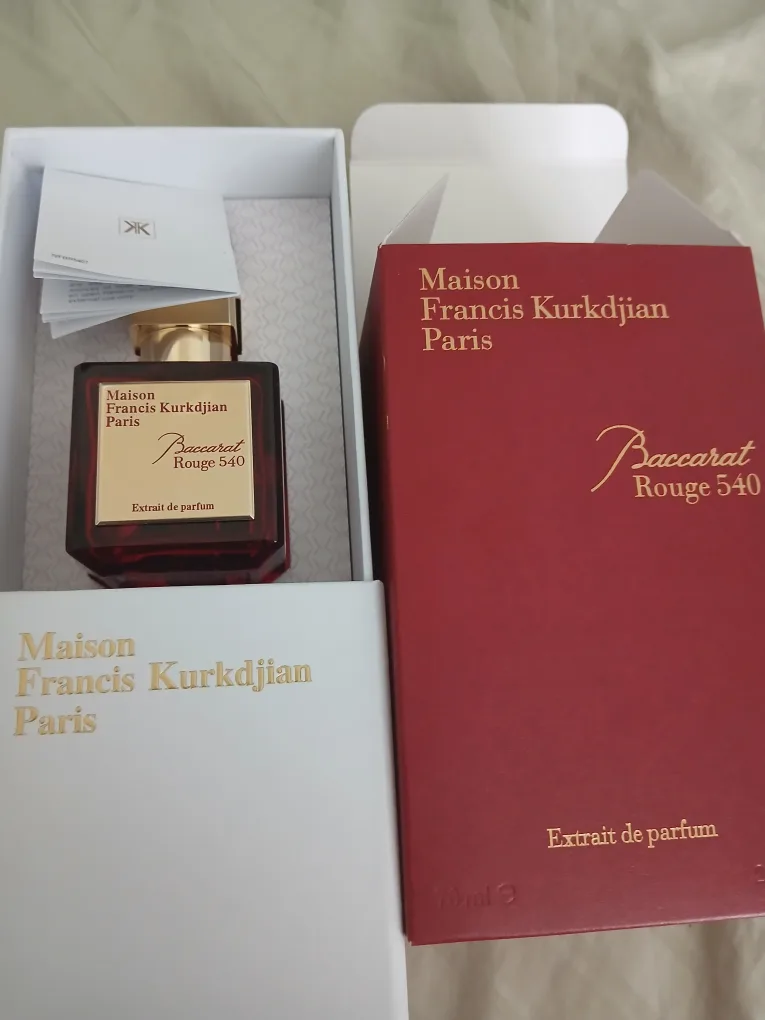 Maison
Francis Kurkdjian
Paris
Baccarat
Rouge 540
Extrait de parfum
Maison
Francis Kurkdjian
Paris
Baccarat
Rouge 540
Extrait de parfum
Maison
Francis Kurkdjian
Paris